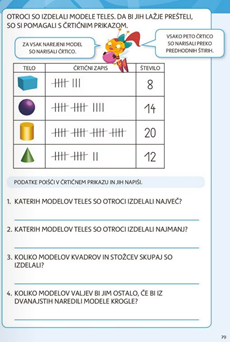 OTROCI SO IZDELALI MODELE TELES. DA BI JIH LAŽJE PREŠTELI,
SO SI POMAGALI S ČRTIČNIM PRIKAZOM.
ZA VSAK NAREJENI MODEL
SO NARISALI ČRTICO.
VSAKO PETO ČRTICO
SO NARISALI PREKO
PREDHODNIH ŠTIRIH.
TELO ČRTIČNI ZAPIS ŠTEVILO
8
14
20
12
PODATKE POIŠČI V ČRTIČNEM PRIKAZU IN JIH NAPIŠI.
1. KATERIH MODELOV TELES SO OTROCI IZDELALI NAJVEČ?
2. KATERIH MODELOV TELES SO OTROCI IZDELALI NAJMANJ?
3. KOLIKO MODELOV KVADROV IN STOŽCEV SKUPAJ SO
IZDELALI?
4. KOLIKO MODELOV VALJEV BI JIM OSTALO, ČE BI IZ
DVANAJSTIH NAREDILI MODELE KROGLE?
79